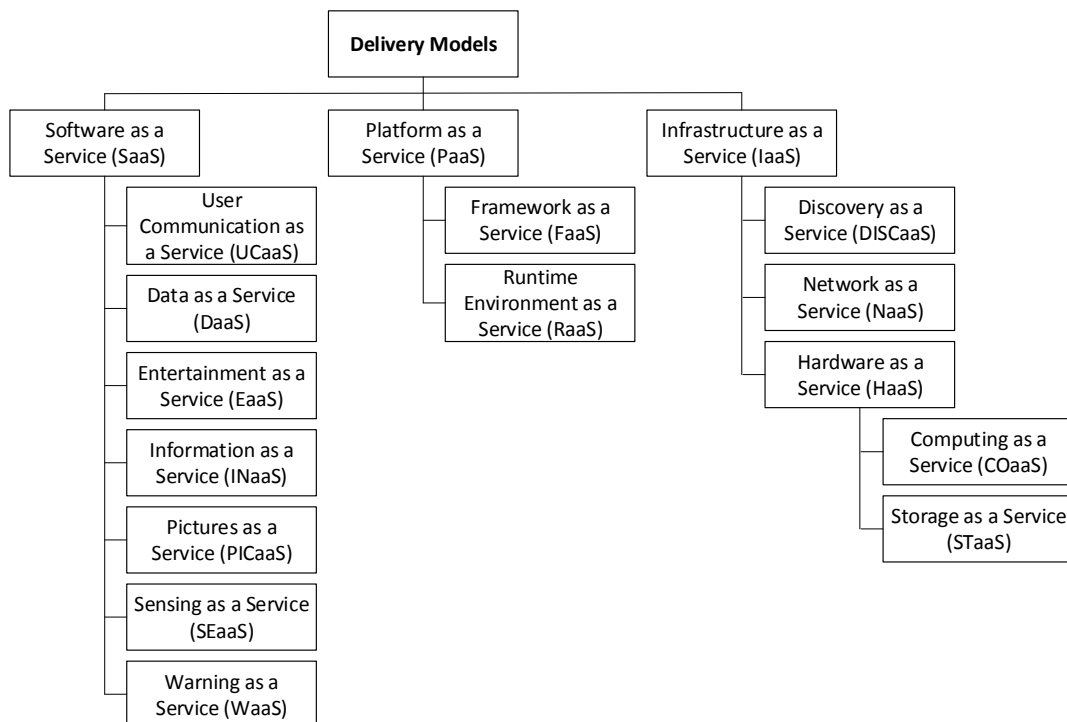 Delivery Models
Software as a
Service (SaaS)
Platform as a
Service (PaaS)
Infrastructure as a
Service (IaaS)
User
Communication as
a Service (UCaaS)
Data as a Service
(DaaS)
Entertainment as a
Service (EaaS)
Information as a
Service (INaaS)
Pictures as a
Service (PICaaS)
Sensing as a Service
(SEaaS)
Warning as a
Service (WaaS)
Framework as a
Service (FaaS)
Runtime
Environment as a
Service (RaaS)
Discovery as a
Service (DISCaaS)
Network as a
Service (NaaS)
Hardware as a
Service (HaaS)
Computing as a
Service (COaaS)
Storage as a Service
(STaaS)